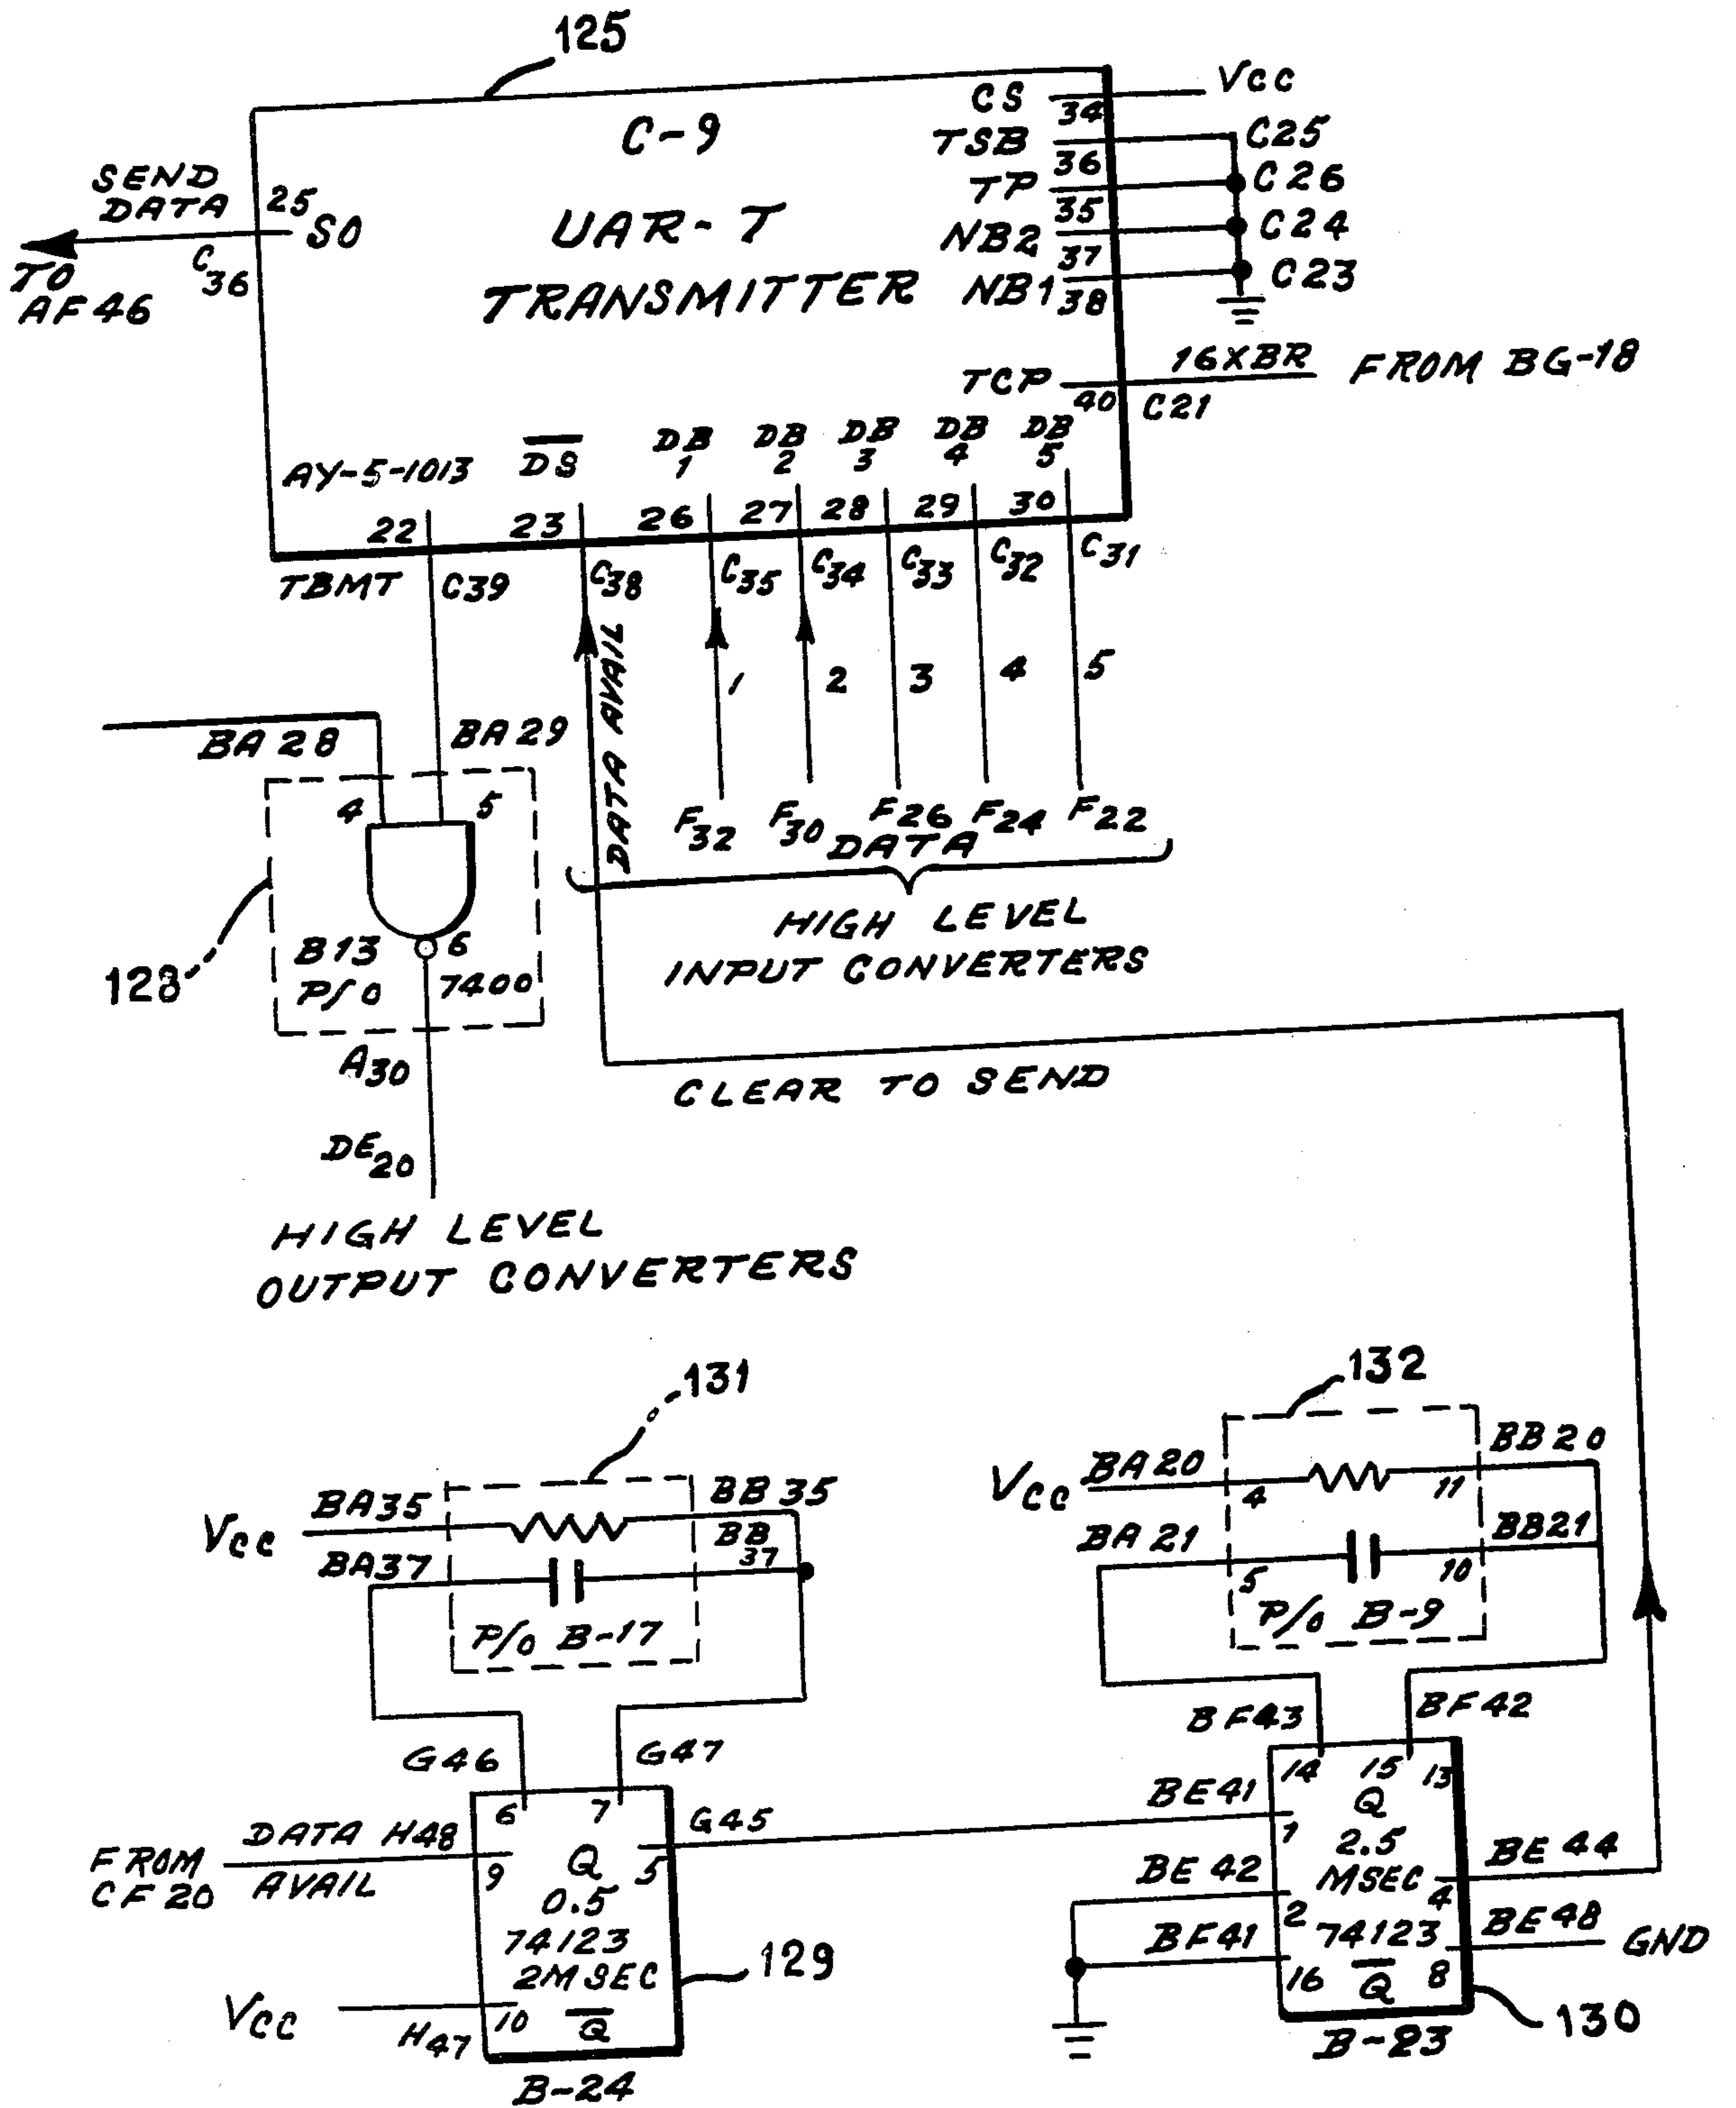 125
C-9
UAR-T
TRANSMITTER
CS
34
VCC
TSB
36
C25
TP
35
C26
NB2
37
C24
NB1
38
C23
SEND
DATA
25
SO
C36
TO
AF46
TCP
40
16XBR
C21
FROM BG-18
AY-5-1013
DS
DB
1
DB
2
DB
3
DB
4
DB
5
22
23
26
27
28
29
30
TBMT
C39
C38
C35
C34
C33
C32
C31
DATA AVAIL
1
2
3
4
5
BA28
BA29
4
5
F32
F30
F26
F24
F22
DATA
HIGH LEVEL
INPUT CONVERTERS
128
B13
6
P/O
7400
A30
CLEAR TO SEND
DE20
HIGH LEVEL
OUTPUT CONVERTERS
131
132
VCC
BA35
BB35
BA37
BB
37
P/O B-17
VCC
BA20
4
11
BB20
BA21
5
10
BB21
P/O B-9
G46
G47
BF43
BF42
6
7
14
15
13
FROM
CF20
DATA H48
AVAIL
9
Q
5
G45
0.5
74123
2MSEC
129
VCC
H47
10
Q
B-24
BE41
1
Q
2.5
MSEC
4
BE44
BE42
2
74123
BE48
GND
BF41
16
Q
8
130
B-23